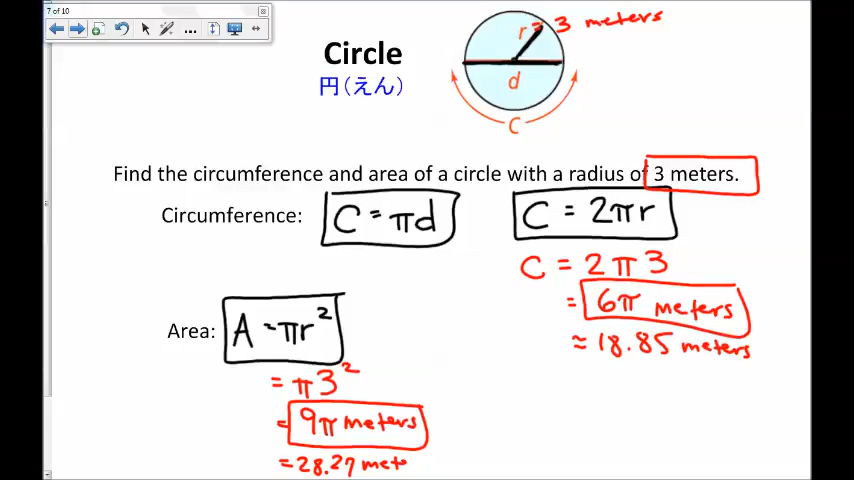 7 of 10
r = 3 meters
Circle
円(えん)
d
C
Find the circumference and area of a circle with a radius of 3 meters.
Circumference: C = πd C = 2πr
C = 2π3
= 6π meters
≈ 18.85 meters
Area: A = πr²
= π3²
= 9π meters
= 28.27 mete